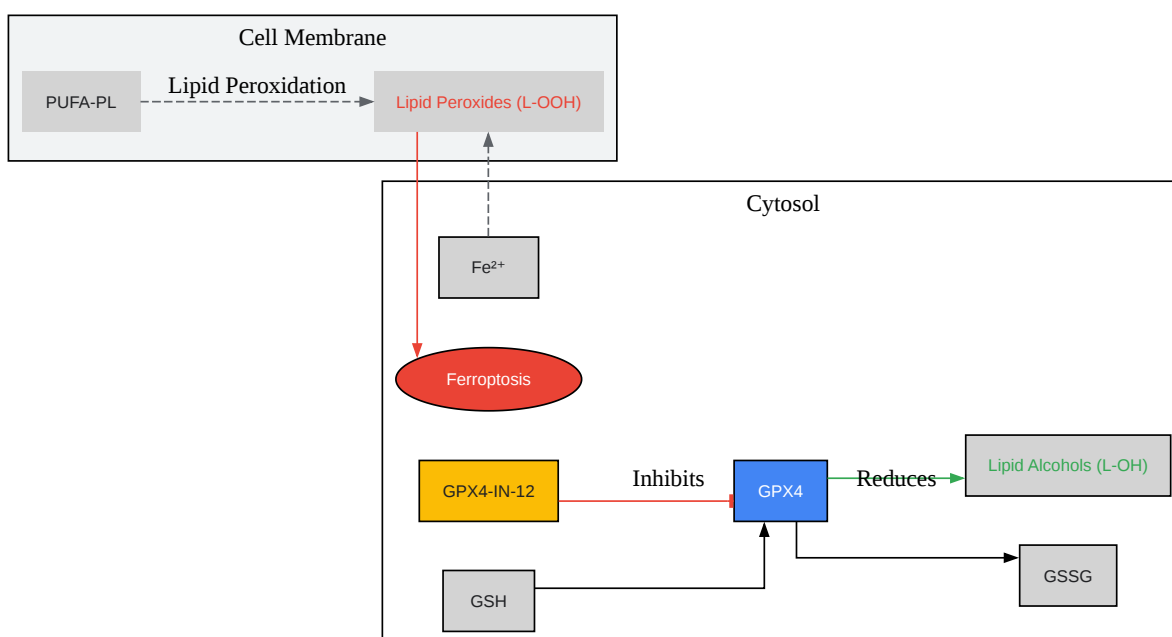 Cell Membrane
PUFA-PL
Lipid Peroxidation
Lipid Peroxides (L-OOH)
Cytosol
Fe²⁺
Ferroptosis
GPX4-IN-12
Inhibits
GPX4
Reduces
Lipid Alcohols (L-OH)
GSH
GSSG